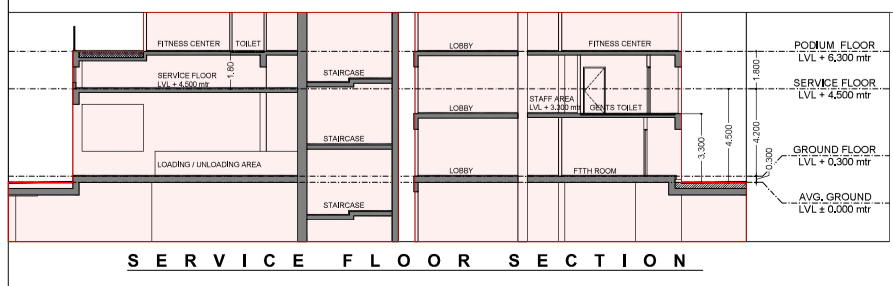 FITNESS CENTER
TOILET
LOBBY
FITNESS CENTER
PODIUM FLOOR
LVL + 6.300 mtr
SERVICE FLOOR
LVL + 4.500 mtr
1.80
STAIRCASE
1.800
SERVICE FLOOR
LVL + 4.500 mtr
LOBBY
STAFF AREA
LVL + 3.300 mtr
GENTS TOILET
STAIRCASE
3.300
4.500
4.200
0.300
GROUND FLOOR
LVL + 0.300 mtr
LOADING / UNLOADING AREA
LOBBY
FTTH ROOM
STAIRCASE
AVG. GROUND
LVL ± 0.000 mtr
SERVICE FLOOR SECTION